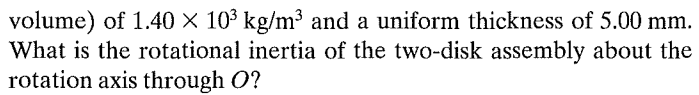 volume) of 1.40 × 10³ kg/m³ and a uniform thickness of 5.00 mm.
What is the rotational inertia of the two-disk assembly about the
rotation axis through O?